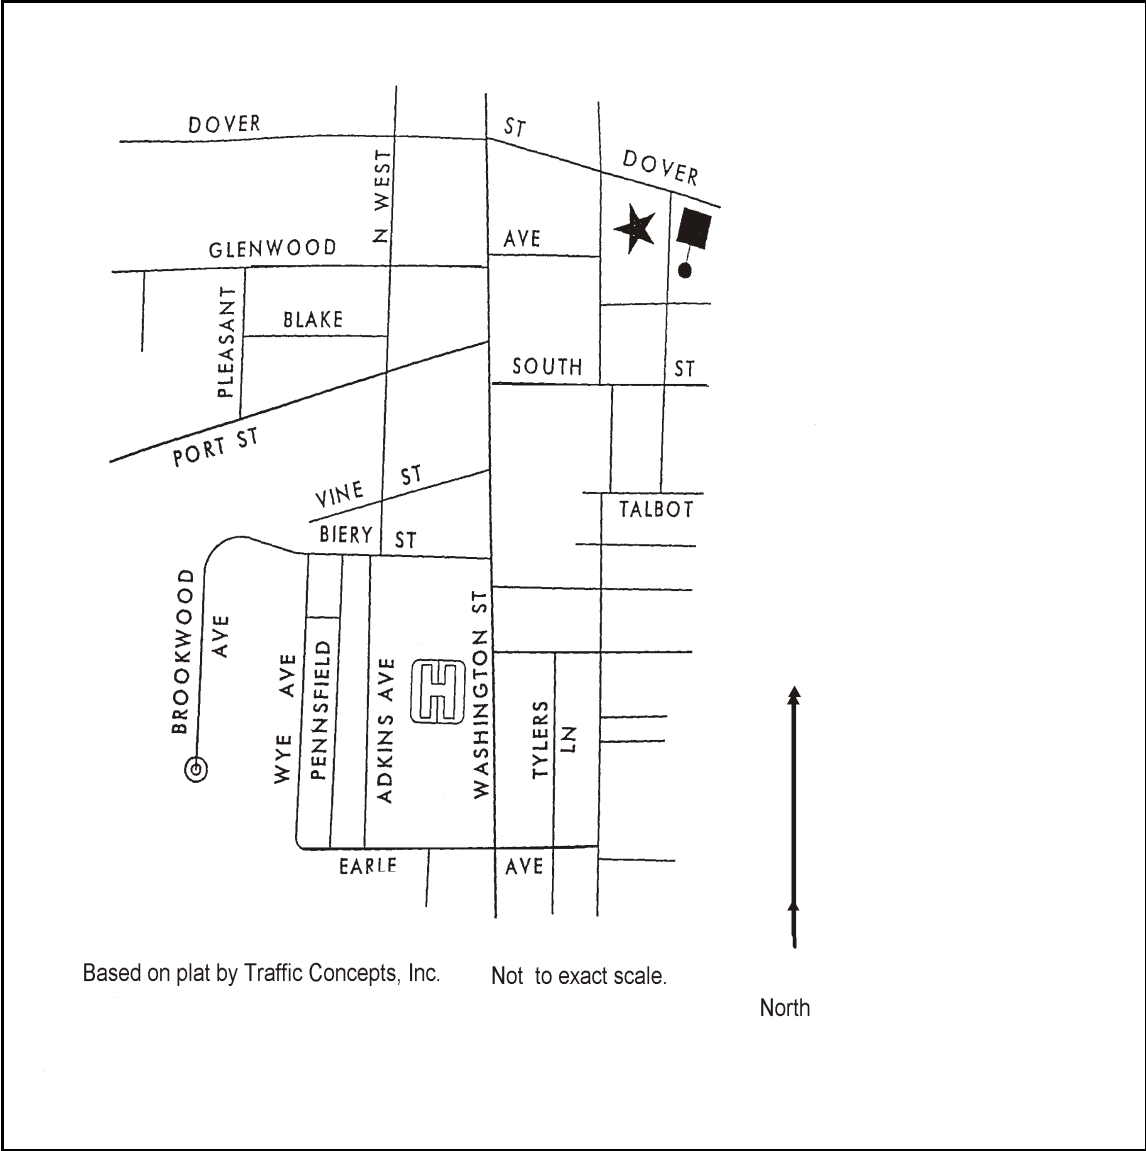 DOVER
ST
DOVER
N WEST
GLENWOOD
AVE
PLEASANT
BLAKE
SOUTH
ST
PORT ST
VINE
ST
TALBOT
BIERY
ST
BROOKWOOD
AVE
WYE AVE
PENNSFIELD
ADKINS AVE
H
WASHINGTON ST
TYLERS
LN
EARLE
AVE
Based on plat by Traffic Concepts, Inc.
Not to exact scale.
North